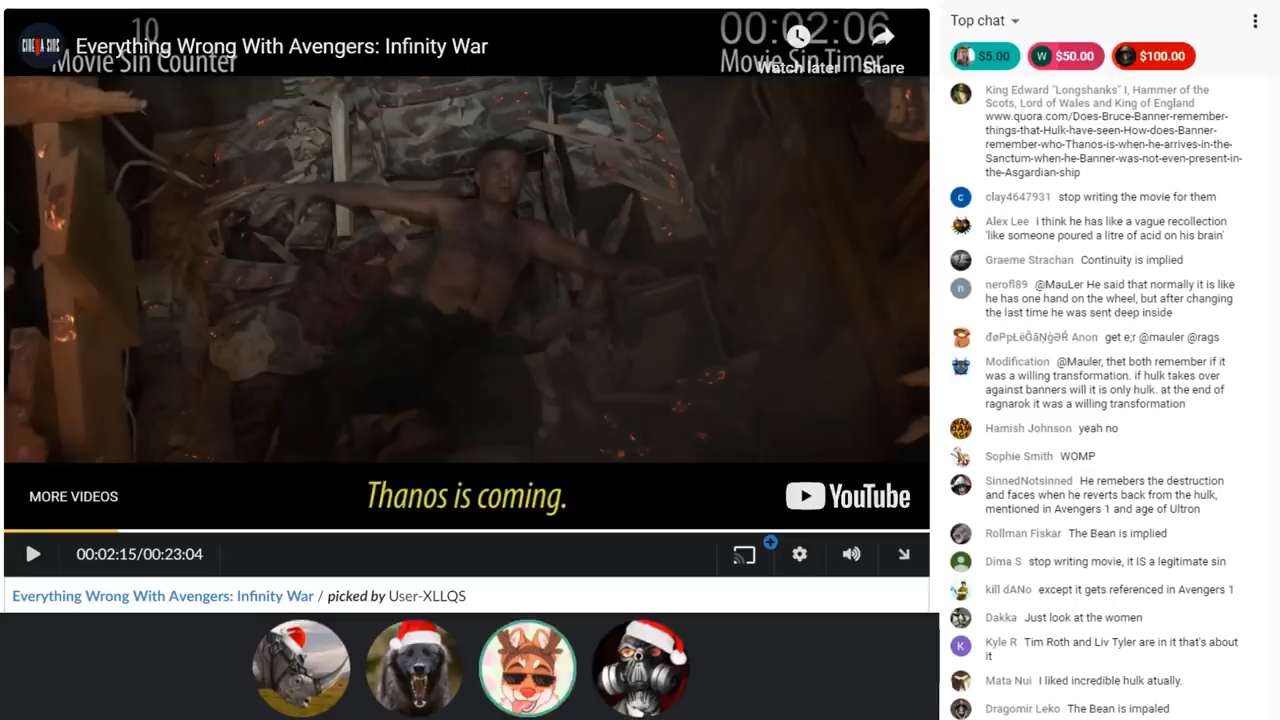 10
00:02:06
CINEMA SINS
Everything Wrong With Avengers: Infinity War
Movie Sin Counter
Movie Sin Timer
Watch later
Share
MORE VIDEOS
Thanos is coming.
YouTube
00:02:15/00:23:04
Everything Wrong With Avengers: Infinity War / picked by User-XLLQS
Top chat
$5.00
W $50.00
$100.00
King Edward "Longshanks" I, Hammer of the
Scots, Lord of Wales and King of England
www.quora.com/Does-Bruce-Banner-remember-
things-that-Hulk-have-seen-How-does-Banner-
remember-who-Thanos-is-when-he-arrives-in-the-
Sanctum-when-he-Banner-was-not-even-present-in-
the-Asgardian-ship
c clay4647931 stop writing the movie for them
Alex Lee i think he has like a vague recollection
'like someone poured a litre of acid on his brain'
Graeme Strachan Continuity is implied
n nerofl89 @MauLer He said that normally it is like
he has one hand on the wheel, but after changing
the last time he was sent deep inside
đøPpŁëĞãŅģƏŘ Anon get e;r @mauler @rags
Modification @Mauler, thet both remember if it
was a willing transformation. if hulk takes over
against banners will it is only hulk. at the end of
ragnarok it was a willing transformation
Hamish Johnson yeah no
Sophie Smith WOMP
SinnedNotsinned He remebers the destruction
and faces when he reverts back from the hulk,
mentioned in Avengers 1 and age of Ultron
Rollman Fiskar The Bean is implied
Dima S stop writing movie, it IS a legitimate sin
kill dANo except it gets referenced in Avengers 1
Dakka Just look at the women
K Kyle R Tim Roth and Liv Tyler are in it that's about
it
Mata Nui I liked incredible hulk atually.
Dragomir Leko The Bean is impaled